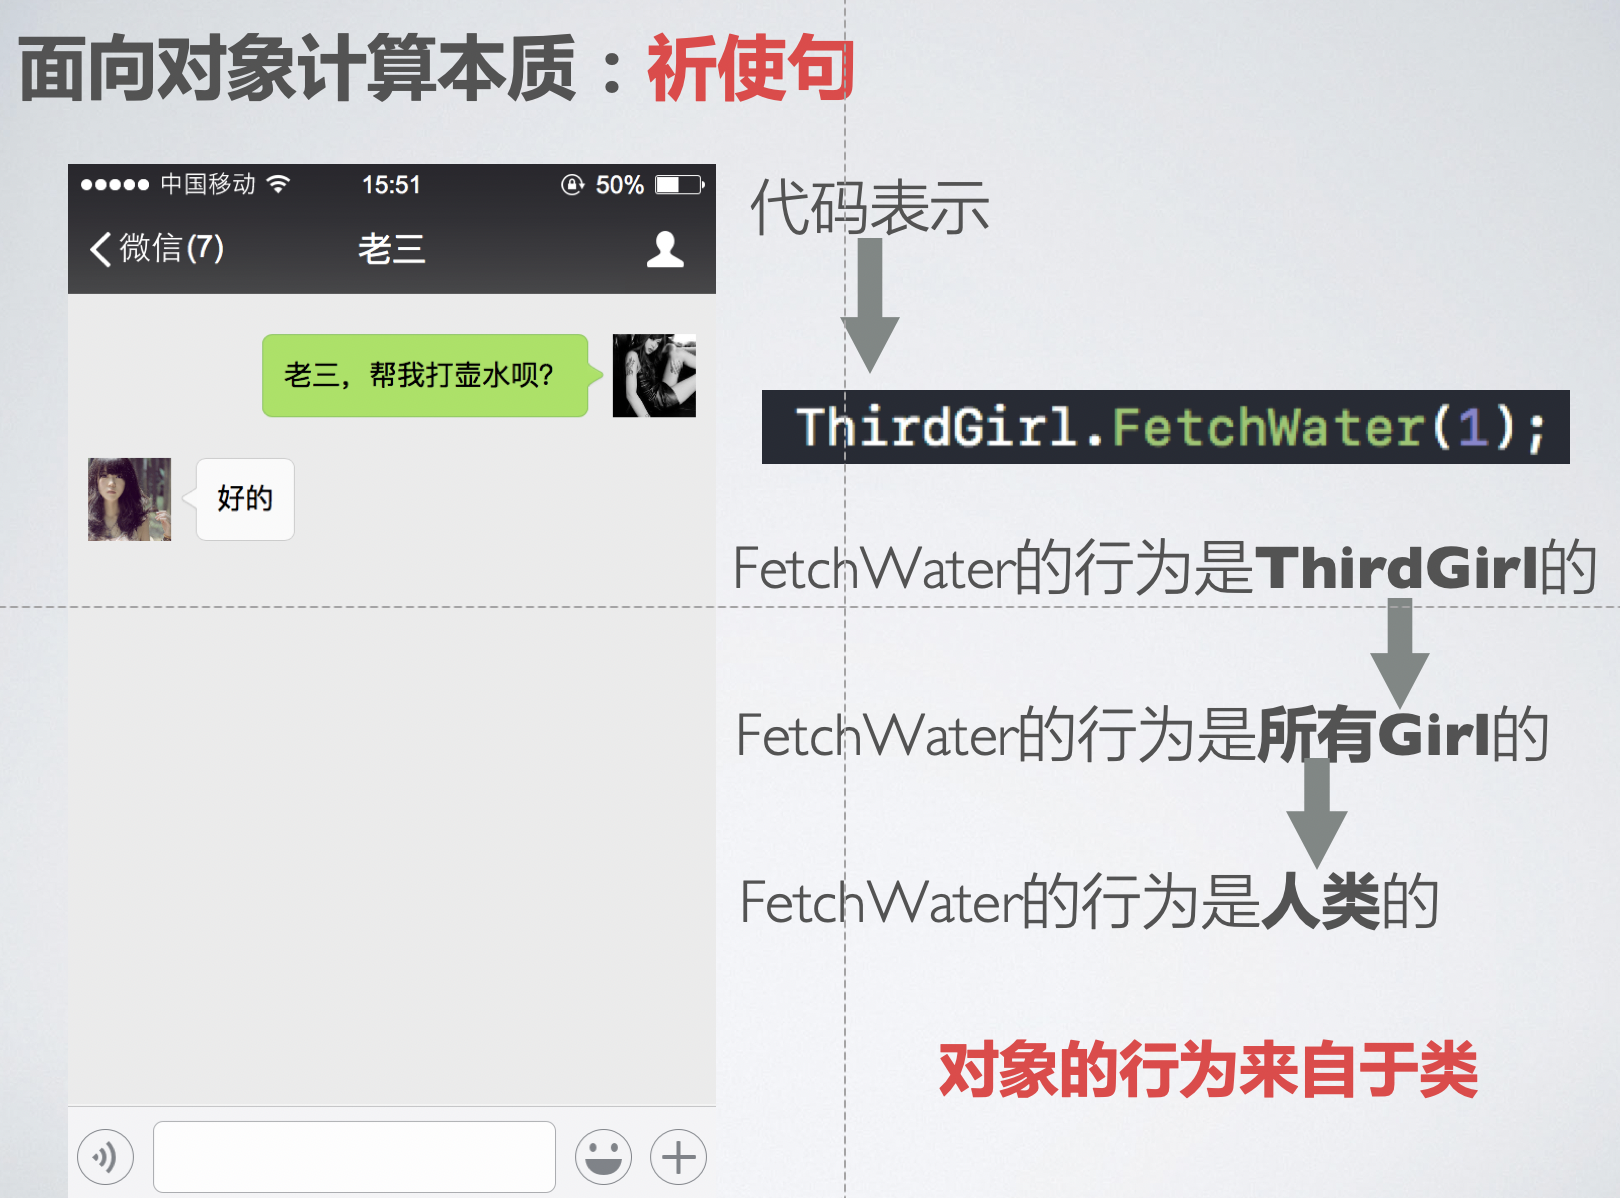 面向对象计算本质：祈使句
中国移动 15:51 50%
微信(7) 老三
老三，帮我打壶水呗？
好的
代码表示
ThirdGirl.FetchWater(1);
FetchWater的行为是ThirdGirl的
FetchWater的行为是所有Girl的
FetchWater的行为是人类的
对象的行为来自于类